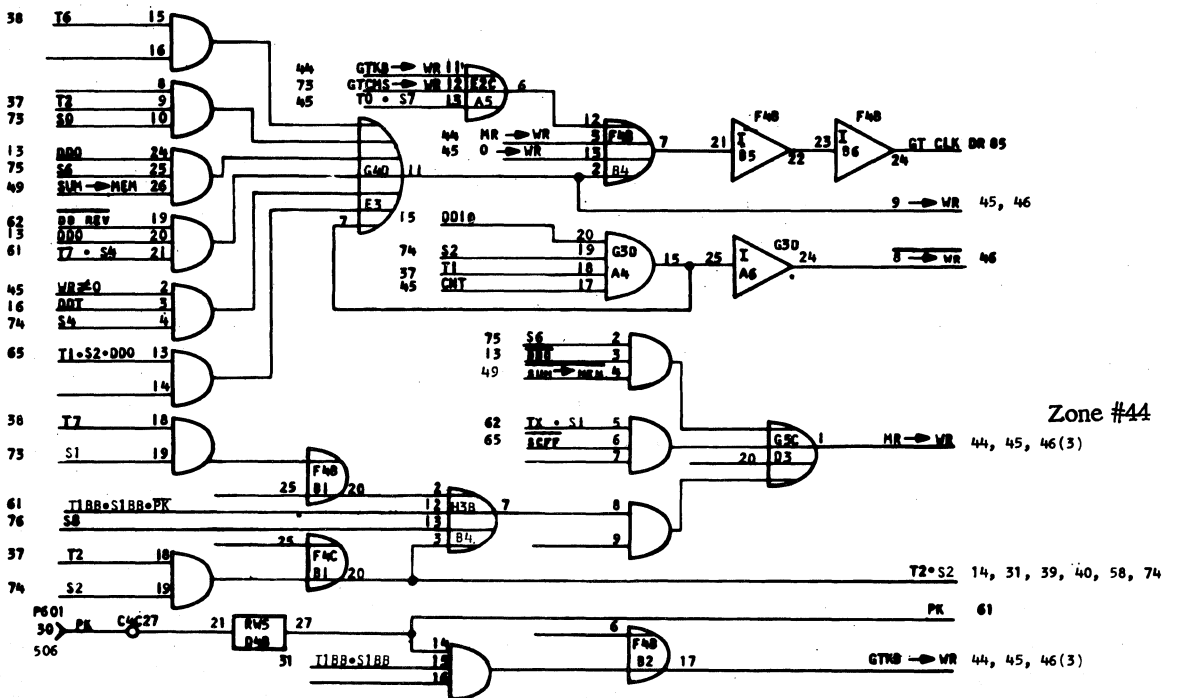 38 T6 15
16
8
37 T2 9
73 S0 10
13 DDO 24
75 S6 25
49 SUM → MEM 26
62 DD REV 19
13 DDO 20
61 T7 • S4 21
45 WR≠0 2
16 DDT 3
74 S4 4
65 T1•S2•DDO 13
14
44 GTKB → WR 11
73 GTCMS → WR 12 E2C 6
45 T0 • S7 13 A5
G4D 11
E3
7
12
44 MR → WR 3 F4B 7
45 0 → WR 13
2 B4
F4B
21 I 22
B5
F4B
23 I 24
B6
GT CLK DR 05
9 → WR 45, 46
15 DD10 20
74 S2 19 G3D 15
37 T1 18 A4
45 CNT 17
G3D
25 I 24
A6
8 → WR 46
75 S6 2
13 DDO 3
49 SUM → MEM 4
62 TX • S1 5
65 6
7
Zone #44
G5C 1
20 D3
MR → WR 44, 45, 46(3)
38 T7 18
73 S1 19
F4B
25 B1 20
2
61 T1BB•S1BB•PK 12 H3B 7
76 S8 13
3 B4
8
9
37 T2 18
74 S2 19
25 F4C
B1 20
T2•S2 14, 31, 39, 40, 58, 74
PK 61
P601
30 PK C4C27 21 RWS 27
D4B
506
31
14
T1BB•S1BB 15
16
6
F4B
B2 17
GTKB → WR 44, 45, 46(3)